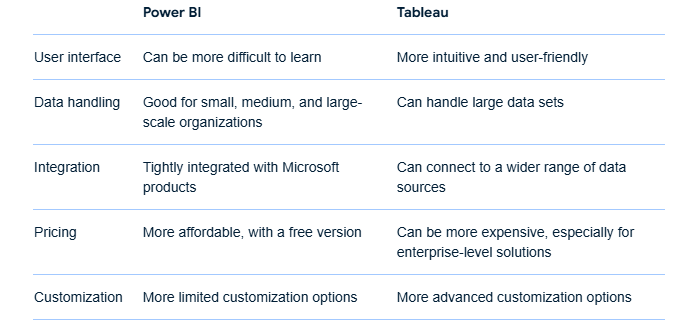 Power BI Tableau
User interface Can be more difficult to learn More intuitive and user-friendly
Data handling Good for small, medium, and large- Can handle large data sets
scale organizations
Integration Tightly integrated with Microsoft Can connect to a wider range of data
products sources
Pricing More affordable, with a free version Can be more expensive, especially for
enterprise-level solutions
Customization More limited customization options More advanced customization options